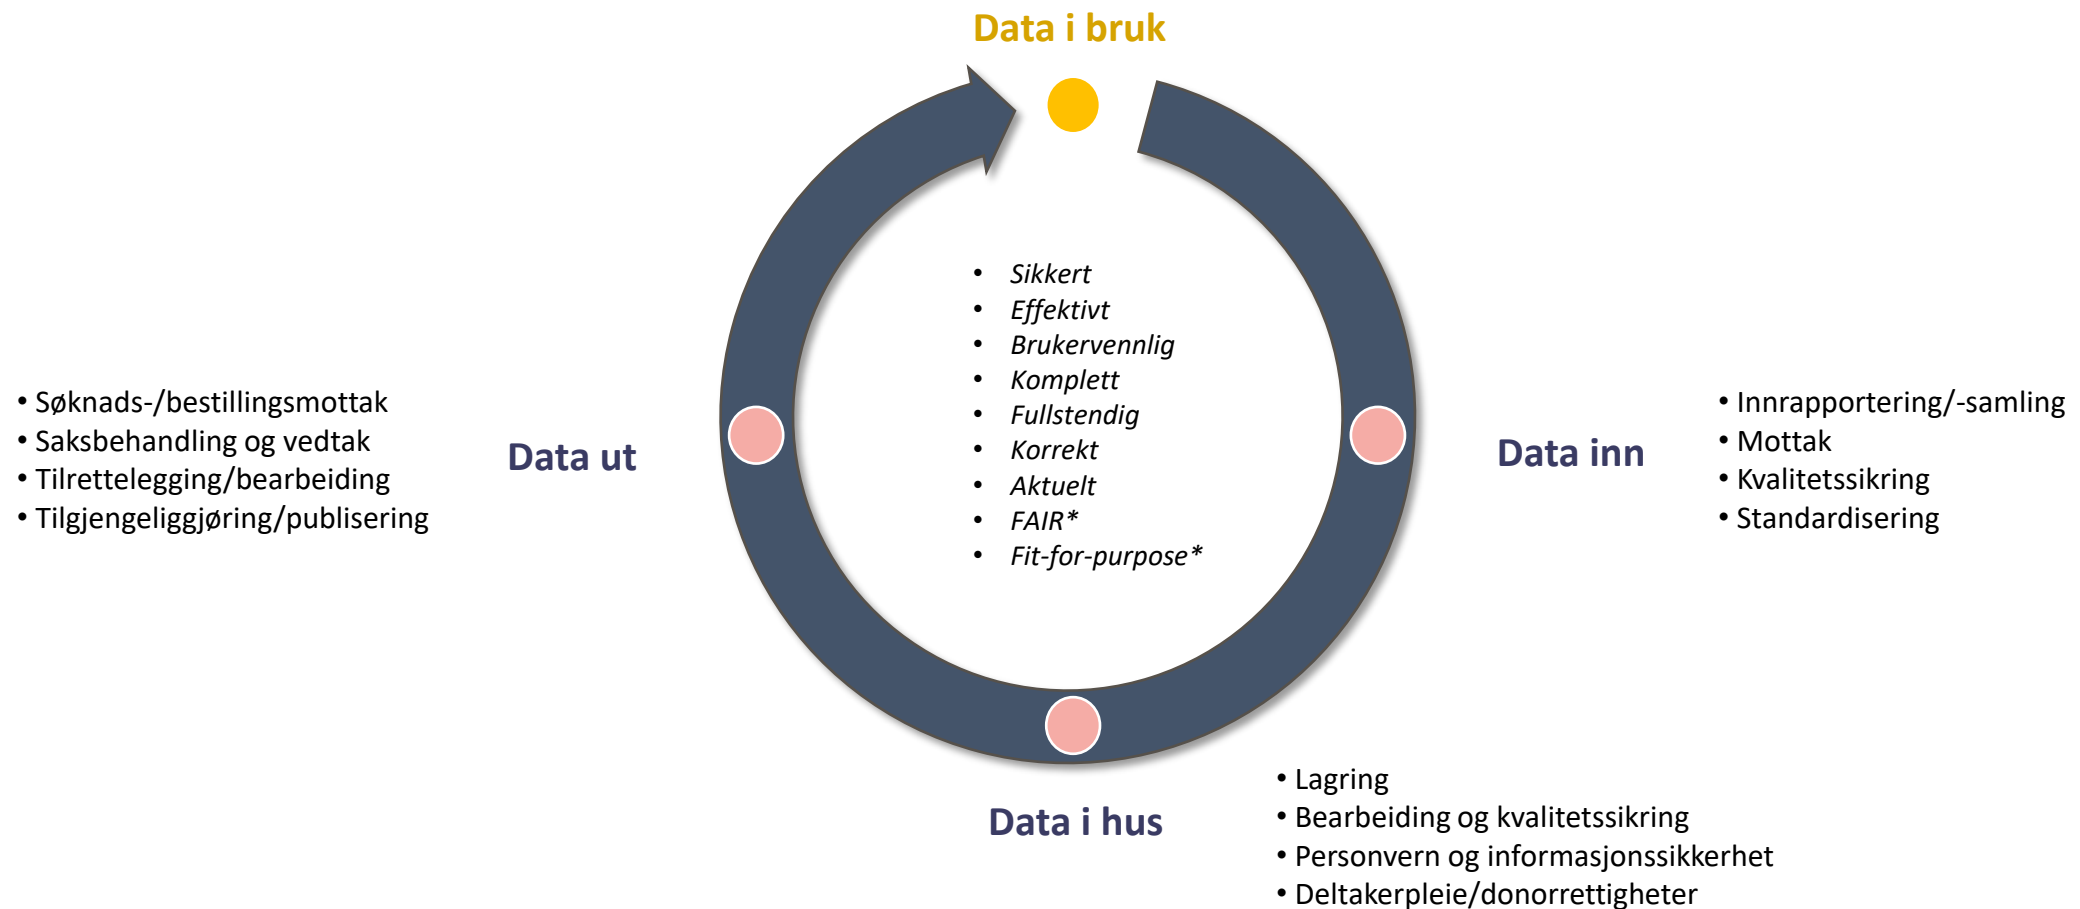 Data i bruk
• Sikkert
• Effektivt
• Brukervennlig
• Komplett
• Fullstendig
• Korrekt
• Aktuelt
• FAIR*
• Fit-for-purpose*
• Søknads-/bestillingsmottak
• Saksbehandling og vedtak
• Tilrettelegging/bearbeiding
• Tilgjengeliggjøring/publisering
Data ut
Data inn
• Innrapportering/-samling
• Mottak
• Kvalitetssikring
• Standardisering
Data i hus
• Lagring
• Bearbeiding og kvalitetssikring
• Personvern og informasjonssikkerhet
• Deltakerpleie/donorrettigheter